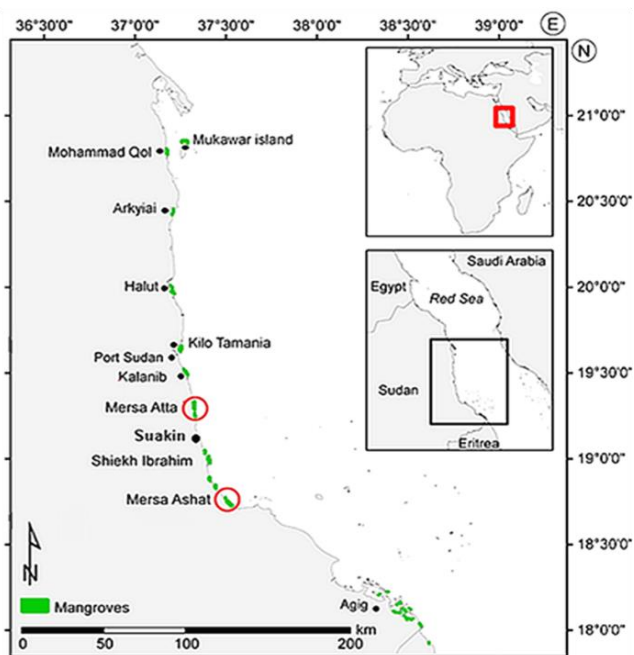 36°30'0" 37°0'0" 37°30'0" 38°0'0" 38°30'0" 39°0'0" E
N
21°0'0"
20°30'0"
20°0'0"
19°30'0"
19°0'0"
18°30'0"
18°0'0"
Mukawar island
Mohammad Qol
Arkyiai
Halut
Kilo Tamania
Port Sudan
Kalanib
Mersa Atta
Suakin
Shiekh Ibrahim
Mersa Ashat
Agig
Saudi Arabia
Egypt
Red Sea
Sudan
Eritrea
N
Mangroves
km
0 50 100 200